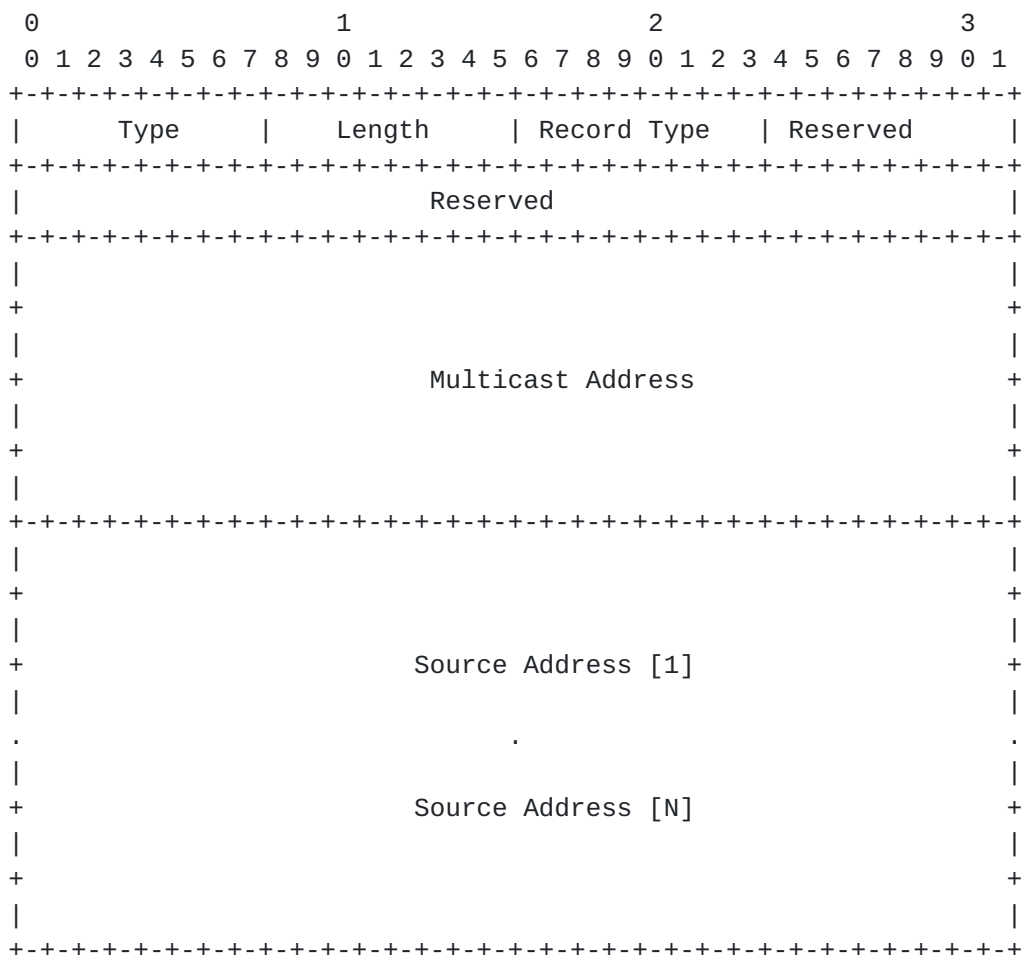 0                   1                   2                   3
 0 1 2 3 4 5 6 7 8 9 0 1 2 3 4 5 6 7 8 9 0 1 2 3 4 5 6 7 8 9 0 1
+-+-+-+-+-+-+-+-+-+-+-+-+-+-+-+-+-+-+-+-+-+-+-+-+-+-+-+-+-+-+-+-+
|      Type     |    Length     | Record Type   | Reserved      |
+-+-+-+-+-+-+-+-+-+-+-+-+-+-+-+-+-+-+-+-+-+-+-+-+-+-+-+-+-+-+-+-+
|                          Reserved                             |
+-+-+-+-+-+-+-+-+-+-+-+-+-+-+-+-+-+-+-+-+-+-+-+-+-+-+-+-+-+-+-+-+
|                                                               |
+                                                               +
|                                                               |
+                          Multicast Address                    +
|                                                               |
+                                                               +
|                                                               |
+-+-+-+-+-+-+-+-+-+-+-+-+-+-+-+-+-+-+-+-+-+-+-+-+-+-+-+-+-+-+-+-+
|                                                               |
+                                                               +
|                                                               |
+                         Source Address [1]                    +
|                                                               |
.                               .                               .
|                                                               |
+                         Source Address [N]                    +
|                                                               |
+                                                               +
|                                                               |
+-+-+-+-+-+-+-+-+-+-+-+-+-+-+-+-+-+-+-+-+-+-+-+-+-+-+-+-+-+-+-+-+